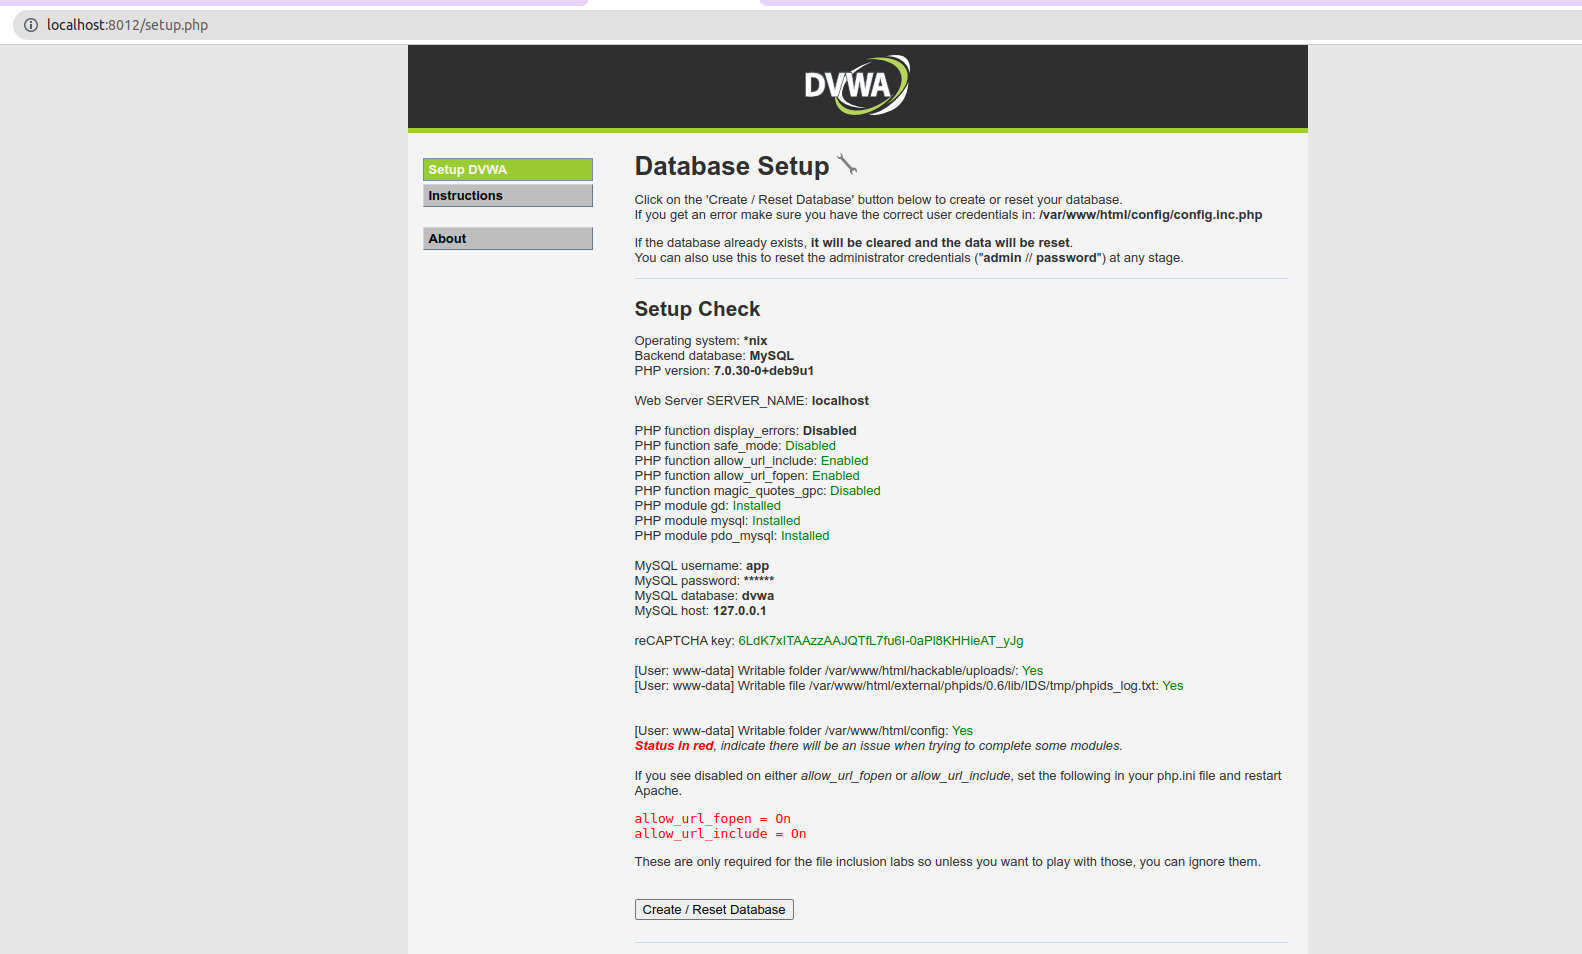 localhost:8012/setup.php
DVWA
Setup DVWA
Instructions
About
Database Setup
Click on the 'Create / Reset Database' button below to create or reset your database.
If you get an error make sure you have the correct user credentials in: /var/www/html/config/config.inc.php
If the database already exists, it will be cleared and the data will be reset.
You can also use this to reset the administrator credentials ("admin // password") at any stage.
Setup Check
Operating system: *nix
Backend database: MySQL
PHP version: 7.0.30-0+deb9u1
Web Server SERVER_NAME: localhost
PHP function display_errors: Disabled
PHP function safe_mode: Disabled
PHP function allow_url_include: Enabled
PHP function allow_url_fopen: Enabled
PHP function magic_quotes_gpc: Disabled
PHP module gd: Installed
PHP module mysql: Installed
PHP module pdo_mysql: Installed
MySQL username: app
MySQL password: ******
MySQL database: dvwa
MySQL host: 127.0.0.1
reCAPTCHA key: 6LdK7xITAAzzAAJQTfL7fu6I-0aPl8KHHieAT_yJg
[User: www-data] Writable folder /var/www/html/hackable/uploads/: Yes
[User: www-data] Writable file /var/www/html/external/phpids/0.6/lib/IDS/tmp/phpids_log.txt: Yes
[User: www-data] Writable folder /var/www/html/config: Yes
Status in red, indicate there will be an issue when trying to complete some modules.
If you see disabled on either allow_url_fopen or allow_url_include, set the following in your php.ini file and restart
Apache.
allow_url_fopen = On
allow_url_include = On
These are only required for the file inclusion labs so unless you want to play with those, you can ignore them.
Create / Reset Database